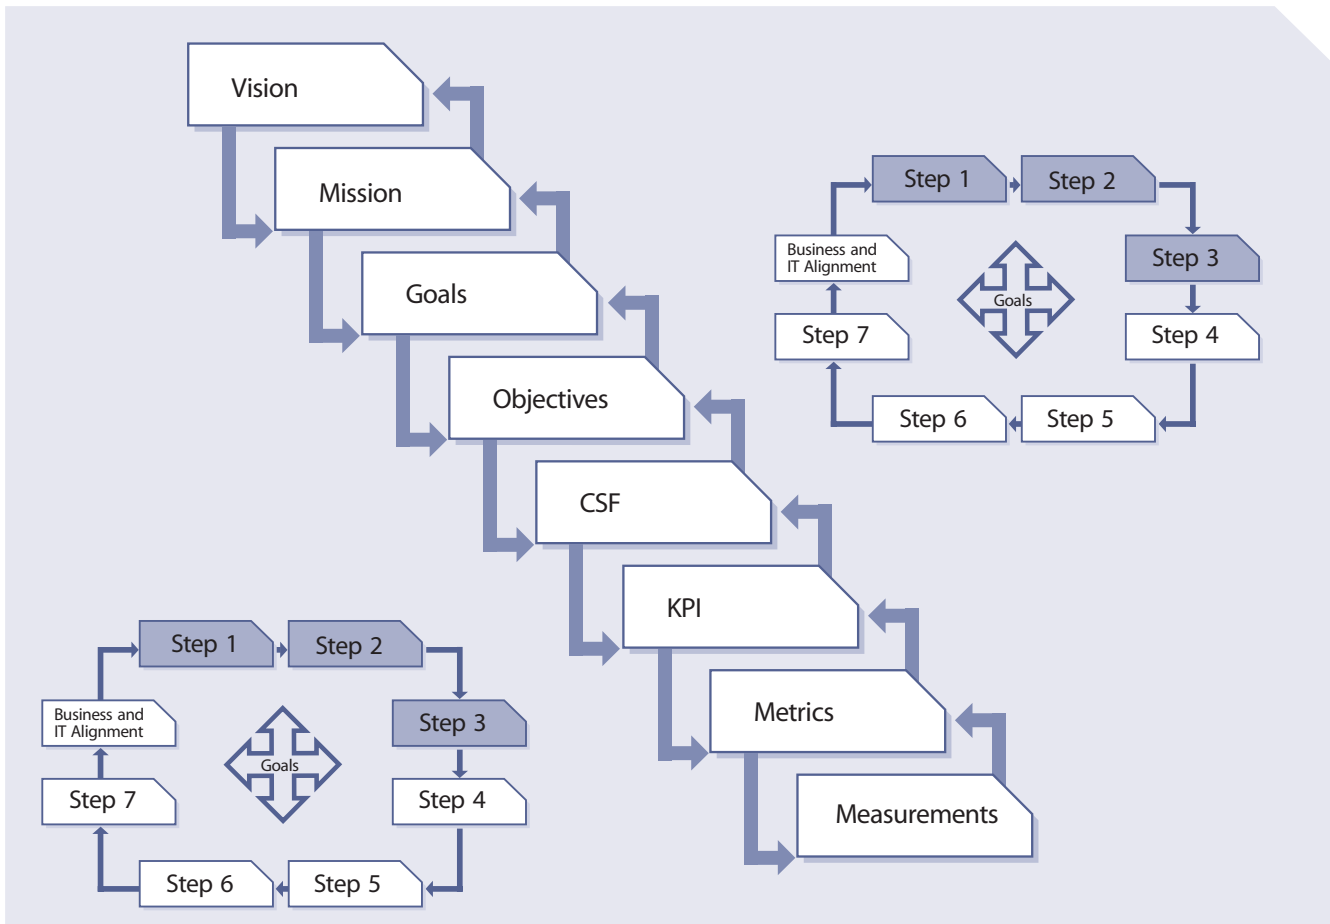 Vision
Mission
Goals
Objectives
CSF
KPI
Metrics
Measurements
Step 1
Step 2
Step 3
Step 4
Step 5
Step 6
Step 7
Business and
IT Alignment
Goals
Step 1
Step 2
Step 3
Step 4
Step 5
Step 6
Step 7
Business and
IT Alignment
Goals